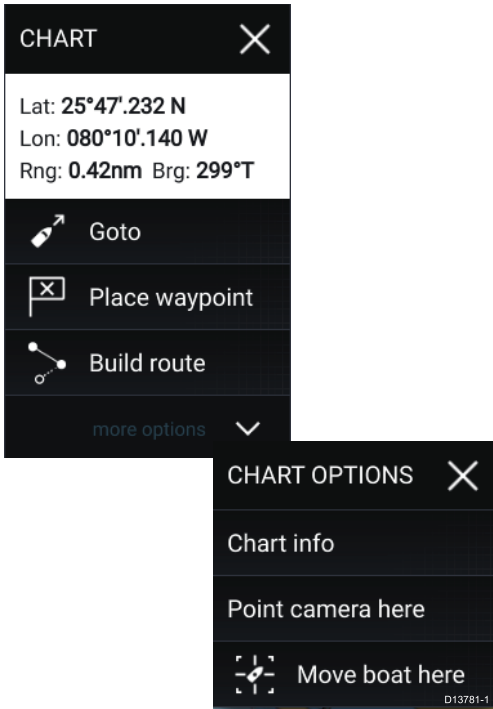 CHART
Lat: 25°47'.232 N
Lon: 080°10'.140 W
Rng: 0.42nm Brg: 299°T
Goto
Place waypoint
Build route
more options
CHART OPTIONS
Chart info
Point camera here
Move boat here
D13781-1